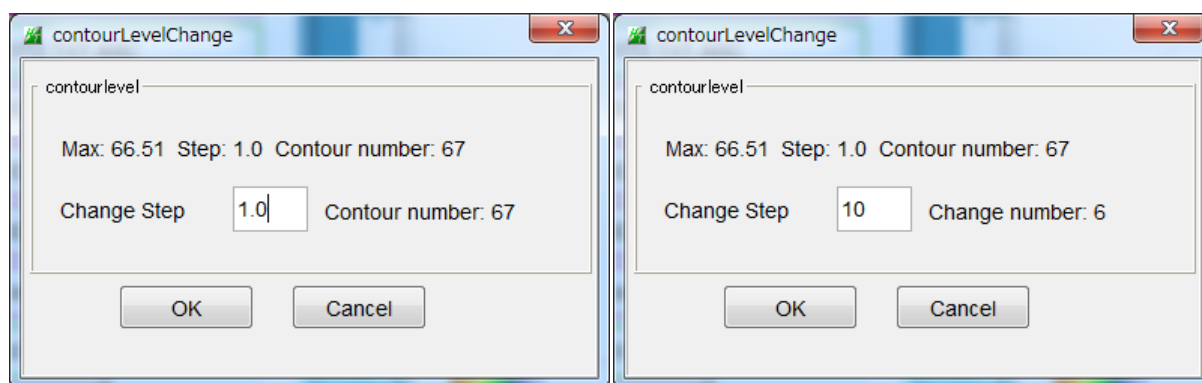 contourLevelChange
contourlevel
Max: 66.51 Step: 1.0 Contour number: 67
Change Step 1.0 Contour number: 67
OK Cancel
contourLevelChange
contourlevel
Max: 66.51 Step: 1.0 Contour number: 67
Change Step 10 Change number: 6
OK Cancel